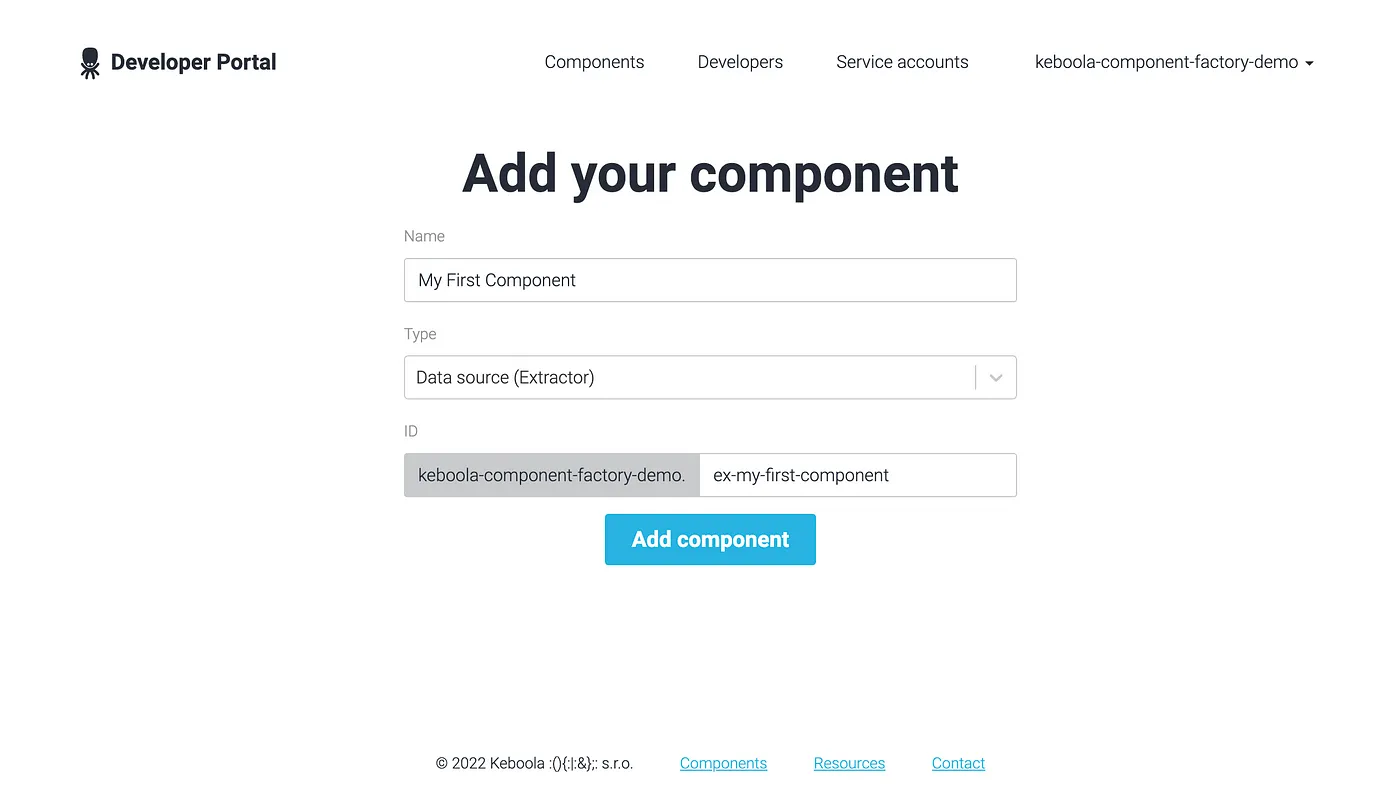 Developer Portal
Components
Developers
Service accounts
keboola-component-factory-demo
Add your component
Name
My First Component
Type
Data source (Extractor)
ID
keboola-component-factory-demo. ex-my-first-component
Add component
© 2022 Keboola :(){:|:&};: s.r.o.
Components
Resources
Contact